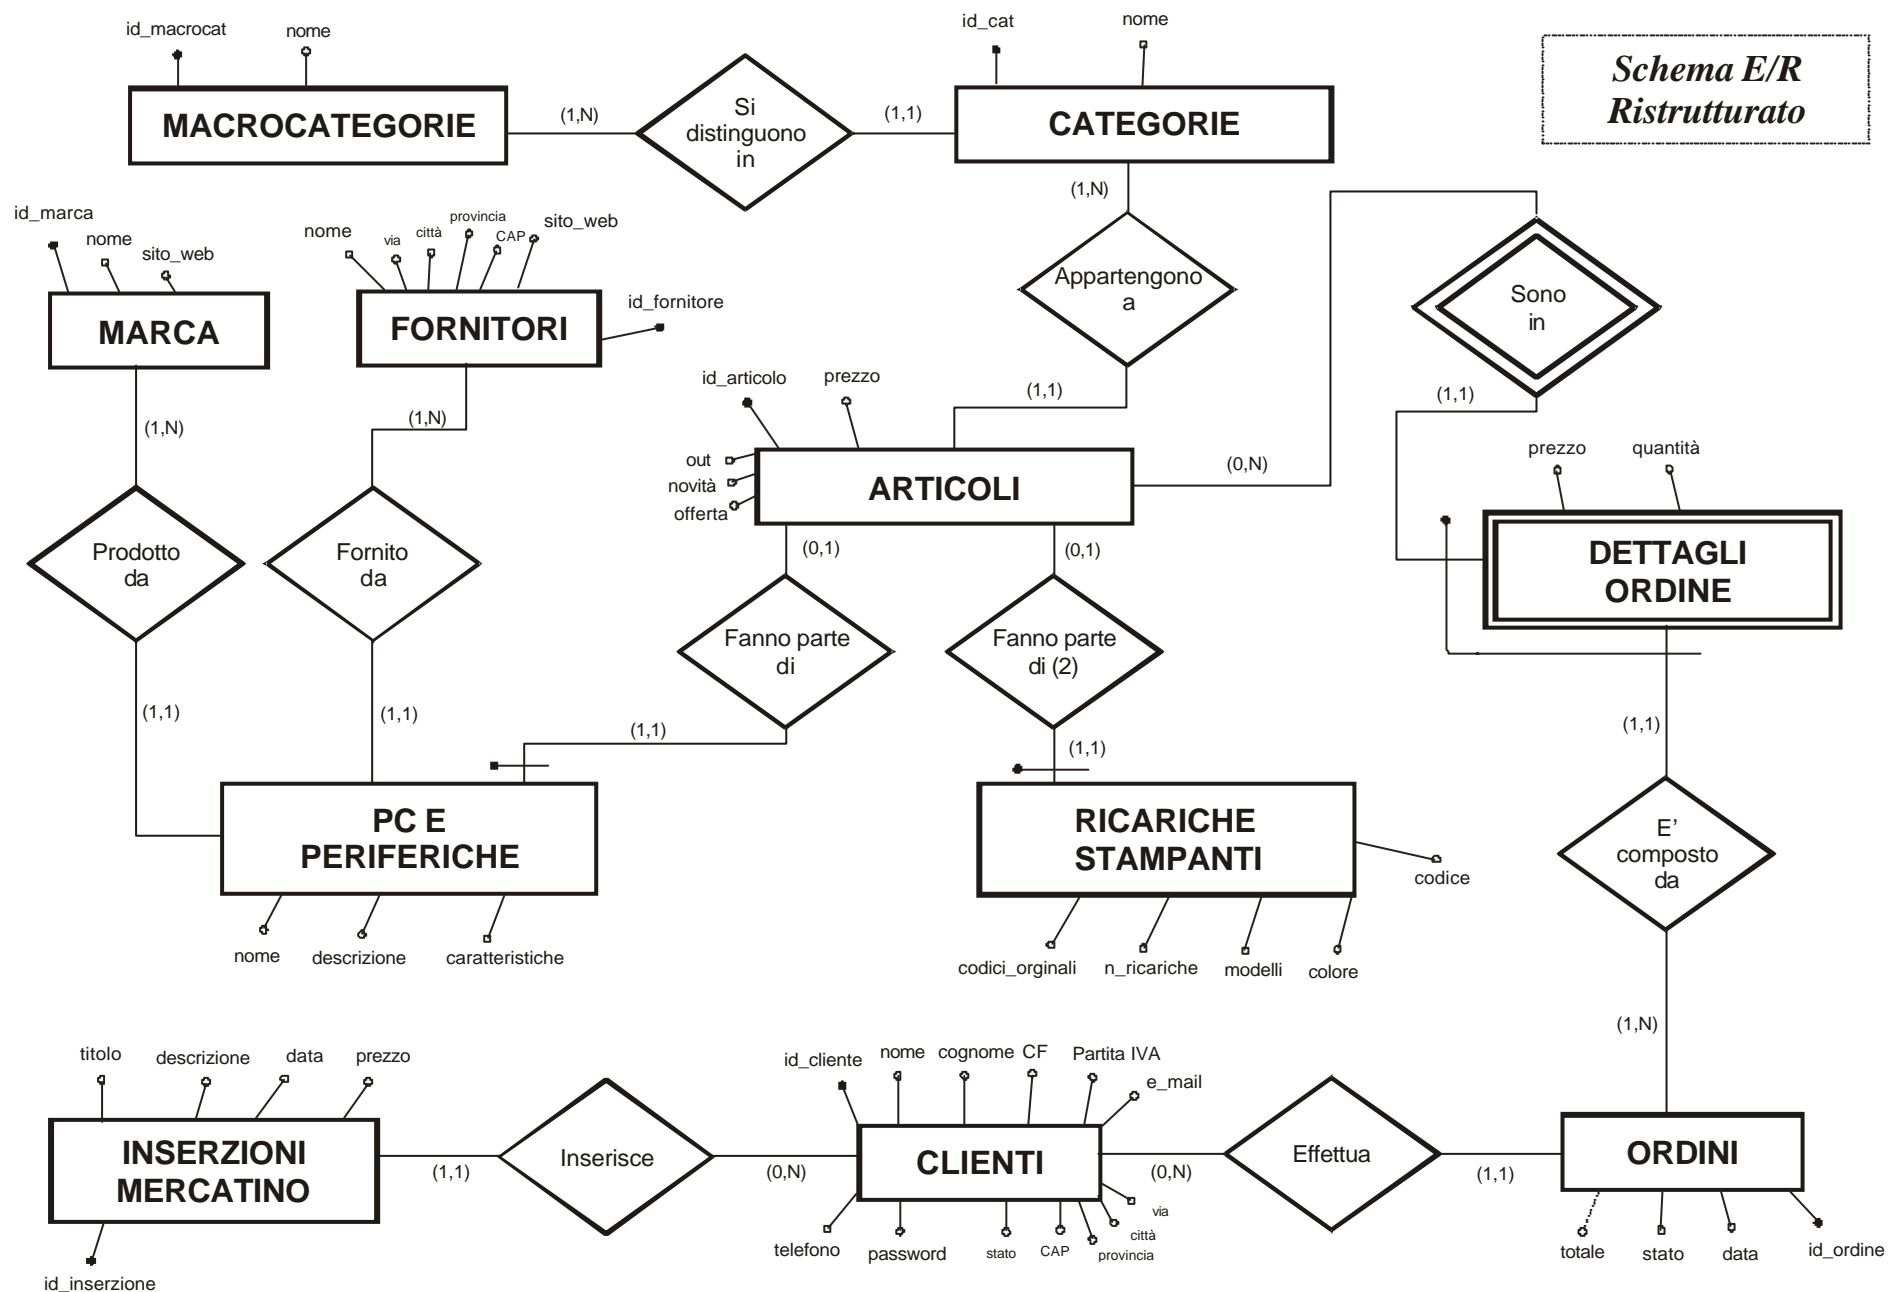 id_macrocat
nome
id_cat
nome
Schema E/R
Ristrutturato
MACROCATEGORIE
(1,N)
Si
distinguono
in
(1,1)
CATEGORIE
(1,N)
id_marca
nome
sito_web
nome
via
città
provincia
CAP
sito_web
id_fornitore
MARCA
FORNITORI
Appartengono
a
Sono
in
(1,1)
(1,1)
id_articolo
prezzo
(1,N)
(1,N)
out
novità
offerta
ARTICOLI
(0,N)
prezzo
quantità
Prodotto
da
Fornito
da
(0,1)
(0,1)
DETTAGLI
ORDINE
Fanno parte
di
Fanno parte
di (2)
(1,1)
(1,1)
(1,1)
(1,1)
(1,1)
PC E
PERIFERICHE
RICARICHE
STAMPANTI
E’
composto
da
codice
nome
descrizione
caratteristiche
codici_orginali
n_ricariche
modelli
colore
(1,N)
titolo
descrizione
data
prezzo
id_cliente
nome
cognome
CF
Partita IVA
e_mail
INSERZIONI
MERCATINO
(1,1)
Inserisce
(0,N)
CLIENTI
(0,N)
Effettua
(1,1)
ORDINI
via
città
provincia
telefono
password
stato
CAP
totale
stato
data
id_ordine
id_inserzione